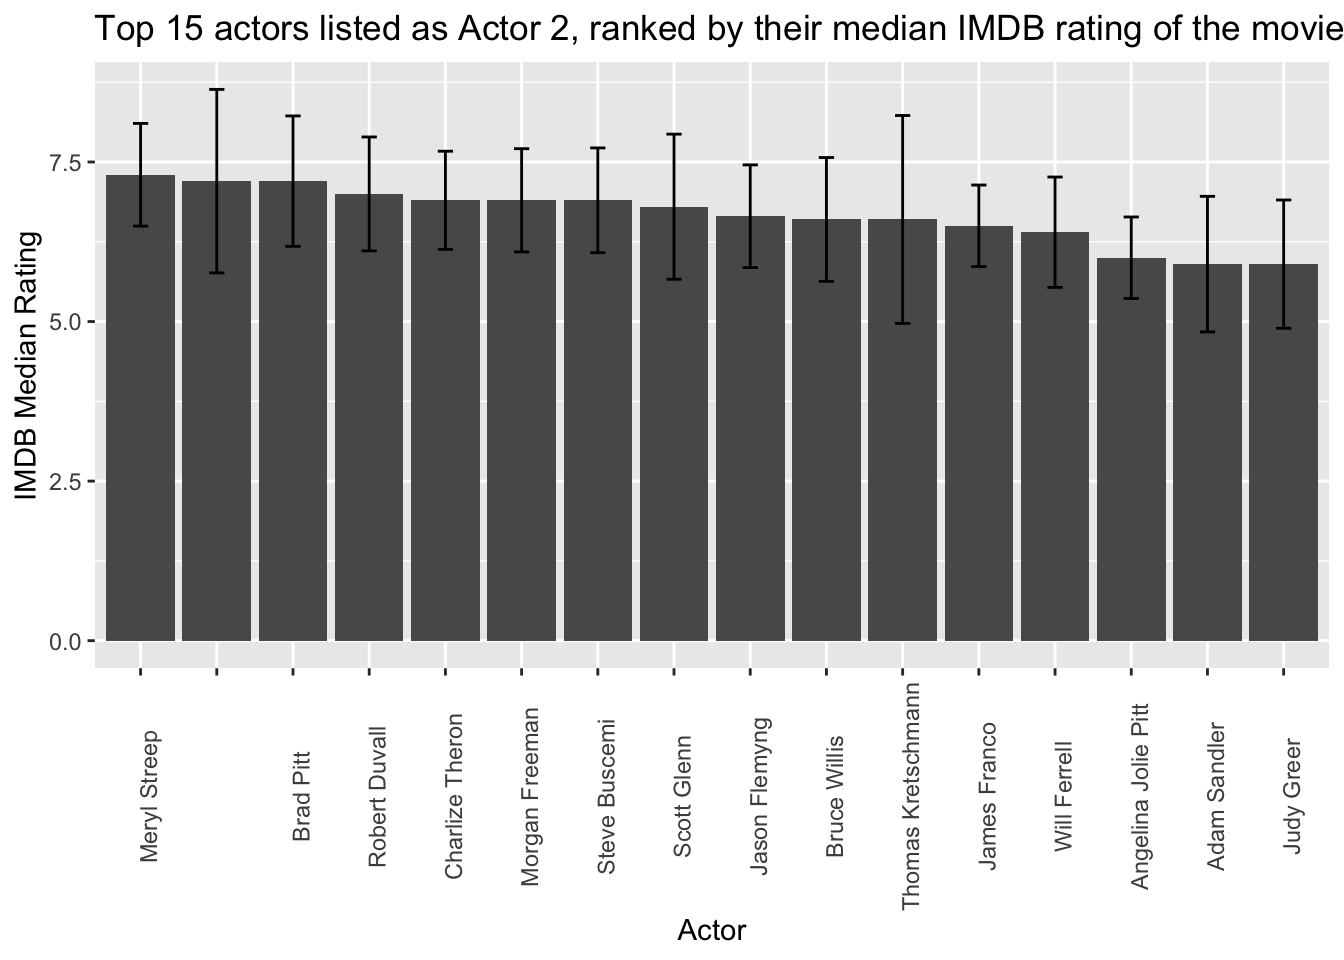 Top 15 actors listed as Actor 2, ranked by their median IMDB rating of the movie
IMDB Median Rating
7.5
5.0
2.5
0.0
Meryl Streep
Brad Pitt
Robert Duvall
Charlize Theron
Morgan Freeman
Steve Buscemi
Scott Glenn
Jason Flemyng
Bruce Willis
Thomas Kretschmann
James Franco
Will Ferrell
Angelina Jolie Pitt
Adam Sandler
Judy Greer
Actor